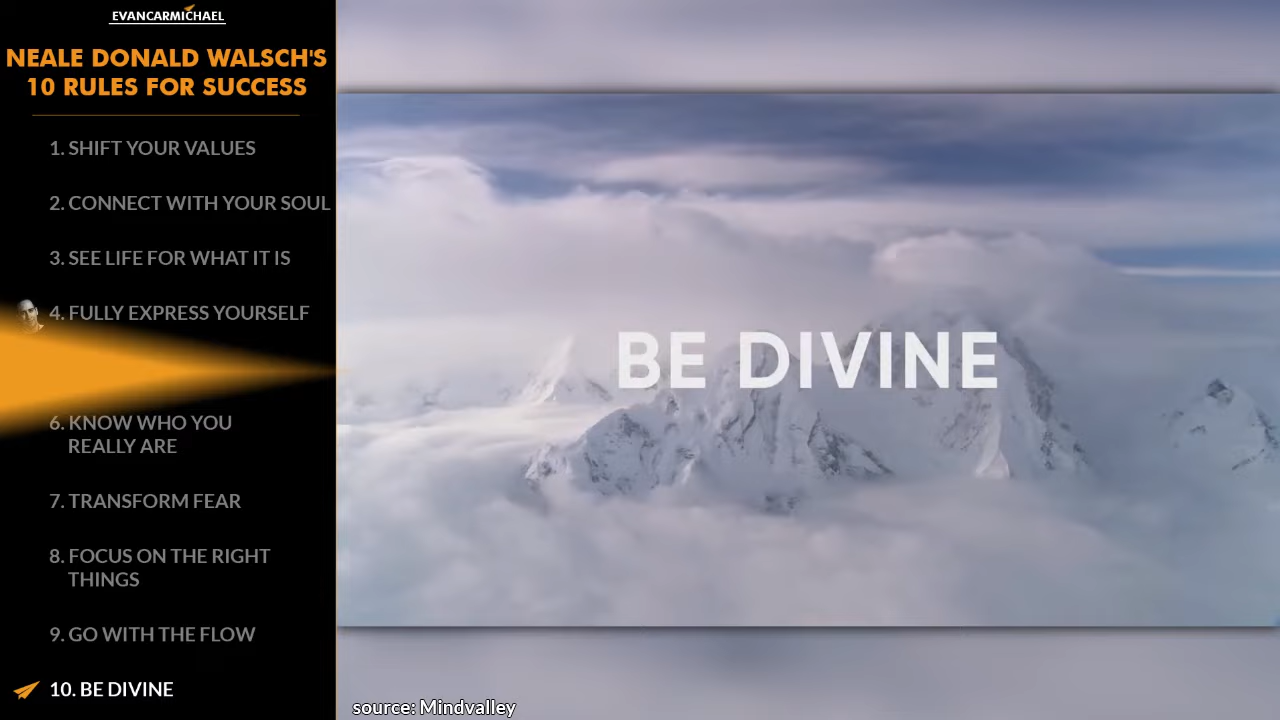 EVANCARMICHAEL
NEALE DONALD WALSCH'S
10 RULES FOR SUCCESS
1. SHIFT YOUR VALUES
2. CONNECT WITH YOUR SOUL
3. SEE LIFE FOR WHAT IT IS
4. FULLY EXPRESS YOURSELF
6. KNOW WHO YOU
REALLY ARE
7. TRANSFORM FEAR
8. FOCUS ON THE RIGHT
THINGS
9. GO WITH THE FLOW
10. BE DIVINE
BE DIVINE
source: Mindvalley